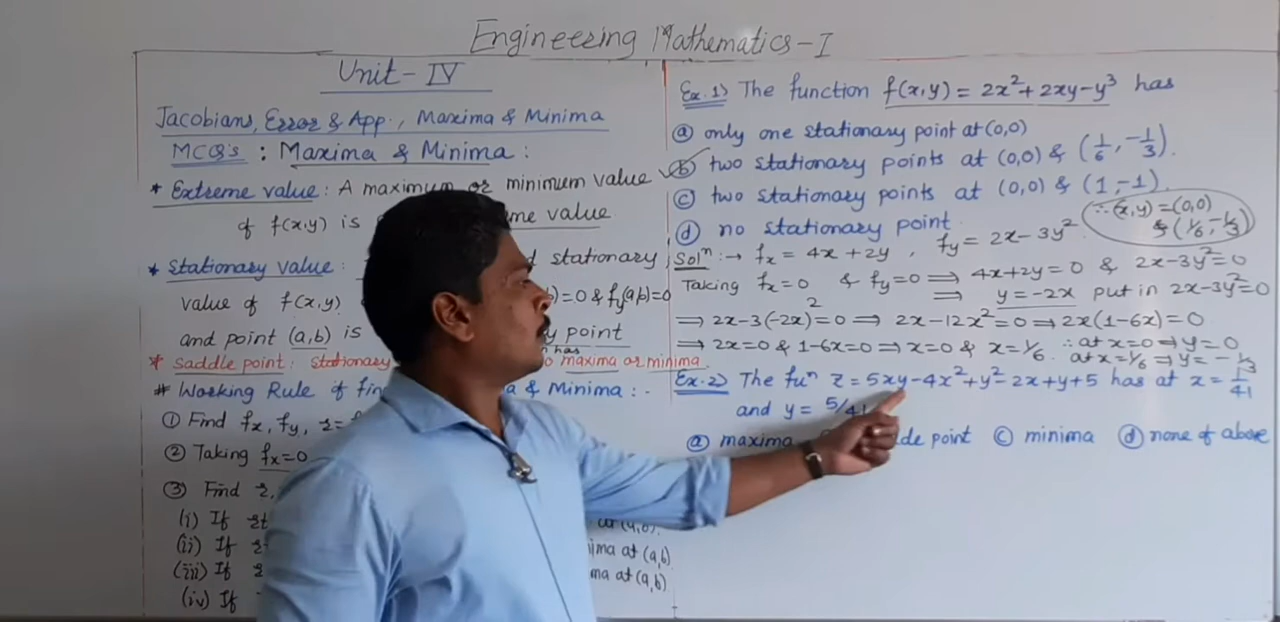 Engineering Mathematics-I
Unit-IV
Jacobians, Error & App., Maxima & Minima
MCQ's : Maxima & Minima :
* Extreme value : A maximum or minimum value
of f(x,y) is me value
* Stationary value : d stationary
value of f(x,y) b)=0 & fy(a,b)=0
and point (a,b) is y point
* saddle point : Stationary has o maxima or minima
# Working Rule of fin a & Minima :-
① Find fx, fy,
② Taking fx=0
③ Find r,
(i) If rt
(ii) If ima at (a,b)
(iii) If ma at (a,b)
(iv) If
Ex.1) The function f(x,y) = 2x²+2xy-y³ has
ⓐ only one stationary point at (0,0)
ⓑ two stationary points at (0,0) & (1/6, -1/3).
ⓒ two stationary points at (0,0) & (1,-1).
ⓓ no stationary point.
∴ (x,y) = (0,0)
& (1/6, -1/3)
Solⁿ :→ fx = 4x+2y , fy = 2x-3y²
Taking fx=0 & fy=0 ⟹ 4x+2y=0 & 2x-3y²=0
⟹ y=-2x put in 2x-3y²=0
⟹ 2x-3(-2x)²=0 ⟹ 2x-12x²=0 ⟹ 2x(1-6x)=0
⟹ 2x=0 & 1-6x=0 ⟹ x=0 & x=1/6. ∴ at x=0 ⟹ y=0
at x=1/6 ⟹ y=-1/3
Ex.2) The fuⁿ z = 5xy-4x²+y²-2x+y+5 has at x = 1/41
and y = 5/41
ⓐ maxima de point ⓒ minima ⓓ none of above